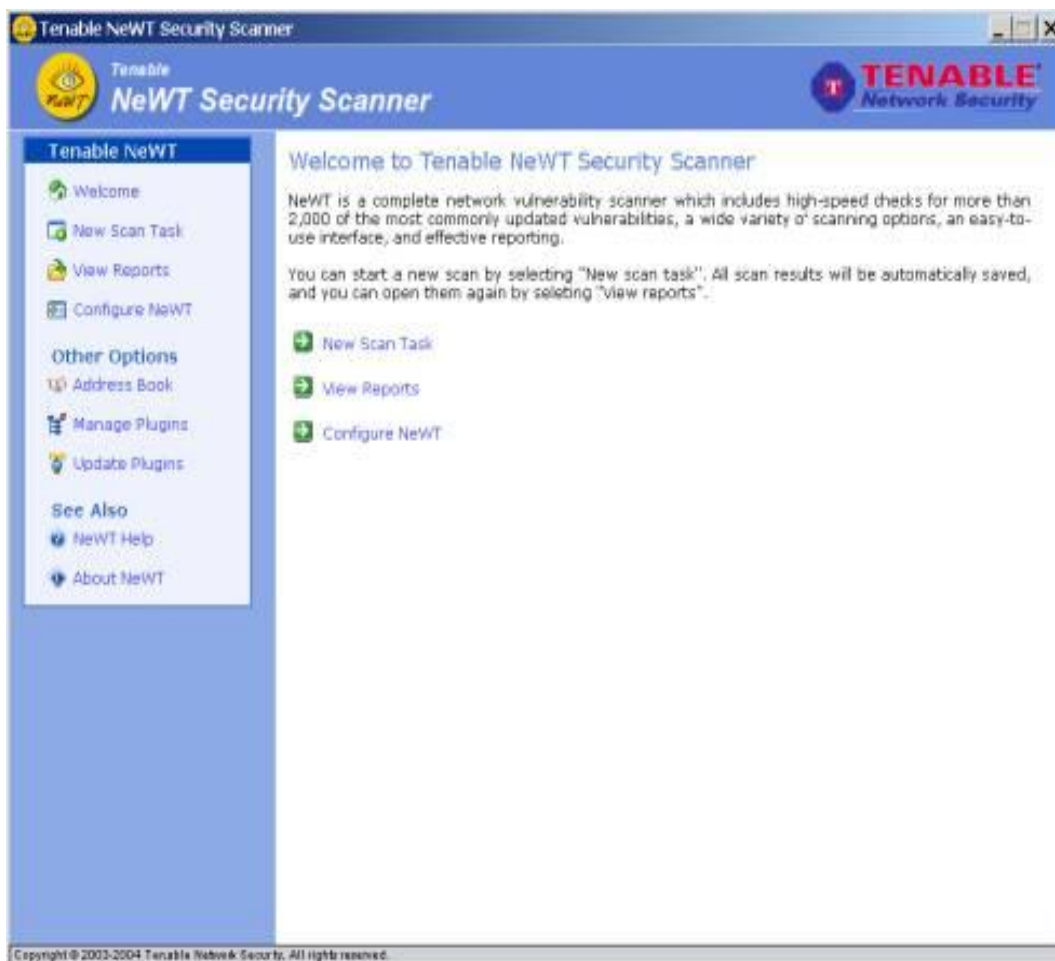 Tenable NeWT Security Scanner
NeWT
Tenable
NeWT Security Scanner
T
TENABLE
Network Security
Tenable NeWT
Welcome
New Scan Task
View Reports
Configure NeWT
Other Options
Address Book
Manage Plugins
Update Plugins
See Also
NeWT Help
About NeWT
Welcome to Tenable NeWT Security Scanner
NeWT is a complete network vulnerability scanner which includes high-speed checks for more than
2,000 of the most commonly updated vulnerabilities, a wide variety of scanning options, an easy-to-
use interface, and effective reporting.
You can start a new scan by selecting "New scan task". All scan results will be automatically saved,
and you can open them again by seleting "View reports".
New Scan Task
View Reports
Configure NeWT
Copyright © 2003-2004 Tenable Network Security, All rights reserved.